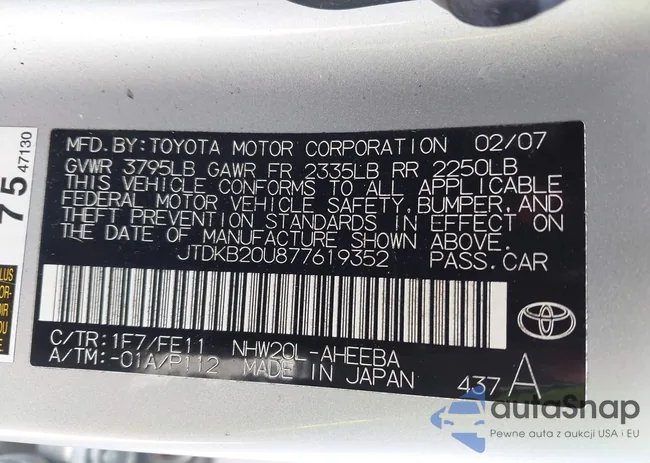 MFD.BY:TOYOTA MOTOR CORPORATION 02/07
GVWR 3795LB GAWR FR 2335LB RR 2250LB
THIS VEHICLE CONFORMS TO ALL APPLICABLE
FEDERAL MOTOR VEHICLE SAFETY, BUMPER, AND
THEFT PREVENTION STANDARDS IN EFFECT ON
THE DATE OF MANUFACTURE SHOWN ABOVE.
JTDKB20U877619352 PASS.CAR
C/TR:1F7/FE11 NHW20L-AHEEBA
A/TM:-01A/P112 MADE IN JAPAN 437 A
75
47130
autaSnap
Pewne auta z aukcji USA i EU